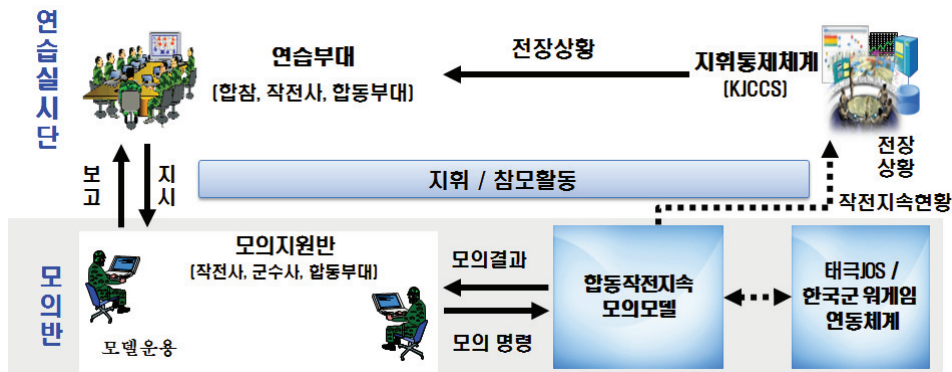 연습실시단
연습부대
(합참, 작전사, 합동부대)
전장상황
지휘통제체계
(KJCCS)
전장
상황
보고
지시
지휘 / 참모활동
작전지속현황
모의반
모의지원반
(작전사, 군수사, 합동부대)
모델운용
모의결과
모의 명령
합동작전지속
모의모델
태극JOS /
한국군 워게임
연동체계